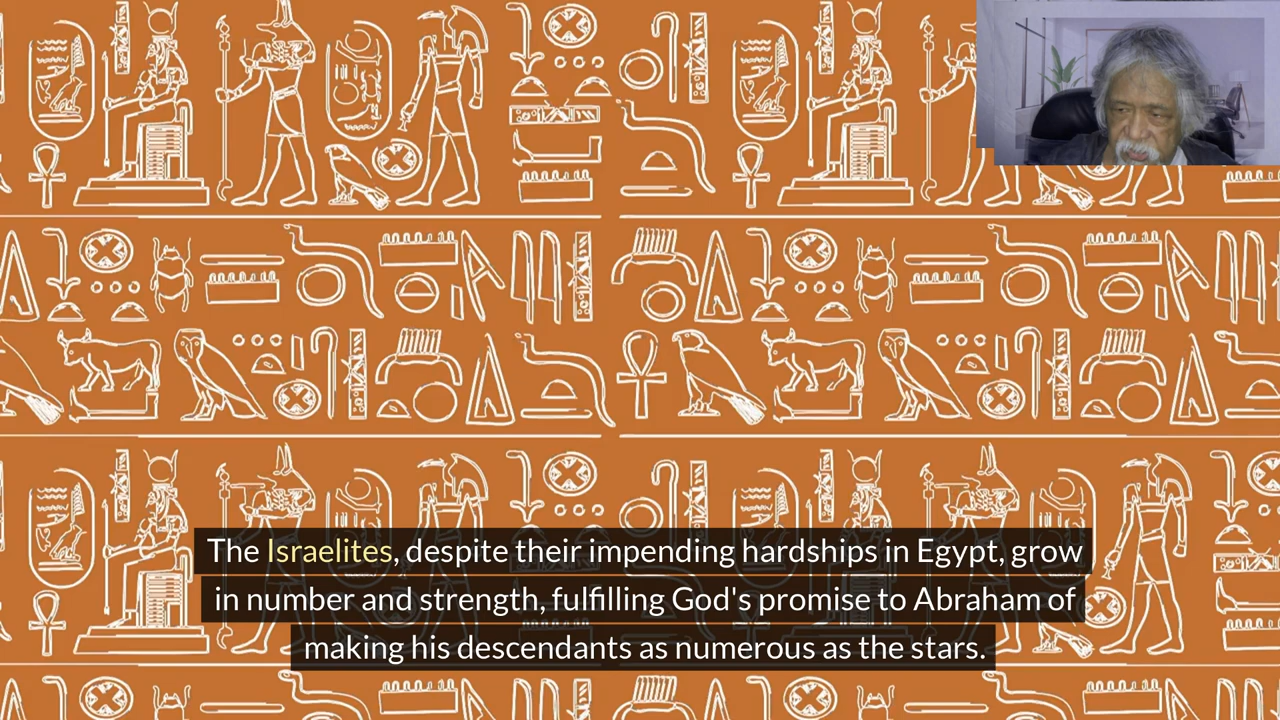 The Israelites, despite their impending hardships in Egypt, grow
in number and strength, fulfilling God's promise to Abraham of
making his descendants as numerous as the stars.